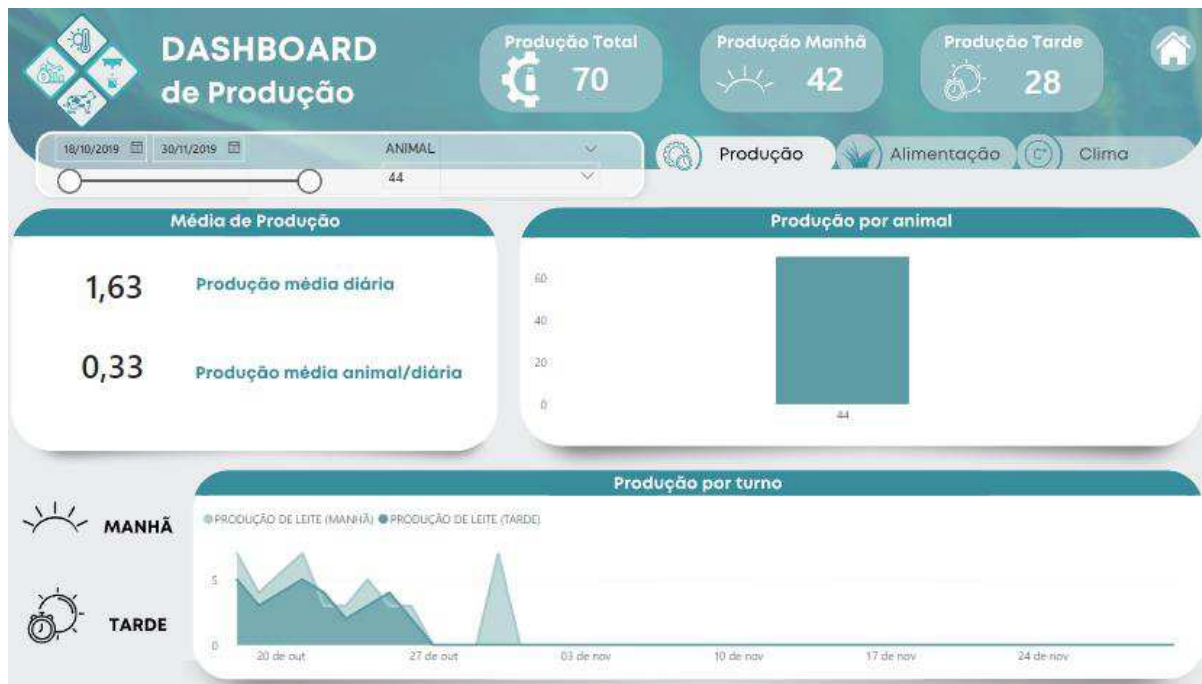 DASHBOARD
de Produção
Produção Total
70
Produção Manhã
42
Produção Tarde
28
18/10/2019 30/11/2019
ANIMAL
44
Produção
Alimentação
C°
Clima
Média de Produção
1,63 Produção média diária
0,33 Produção média animal/diária
Produção por animal
60
40
20
0
44
Produção por turno
MANHÃ
TARDE
PRODUÇÃO DE LEITE (MANHÃ) PRODUÇÃO DE LEITE (TARDE)
5
0
20 de out 27 de out 03 de nov 10 de nov 17 de nov 24 de nov